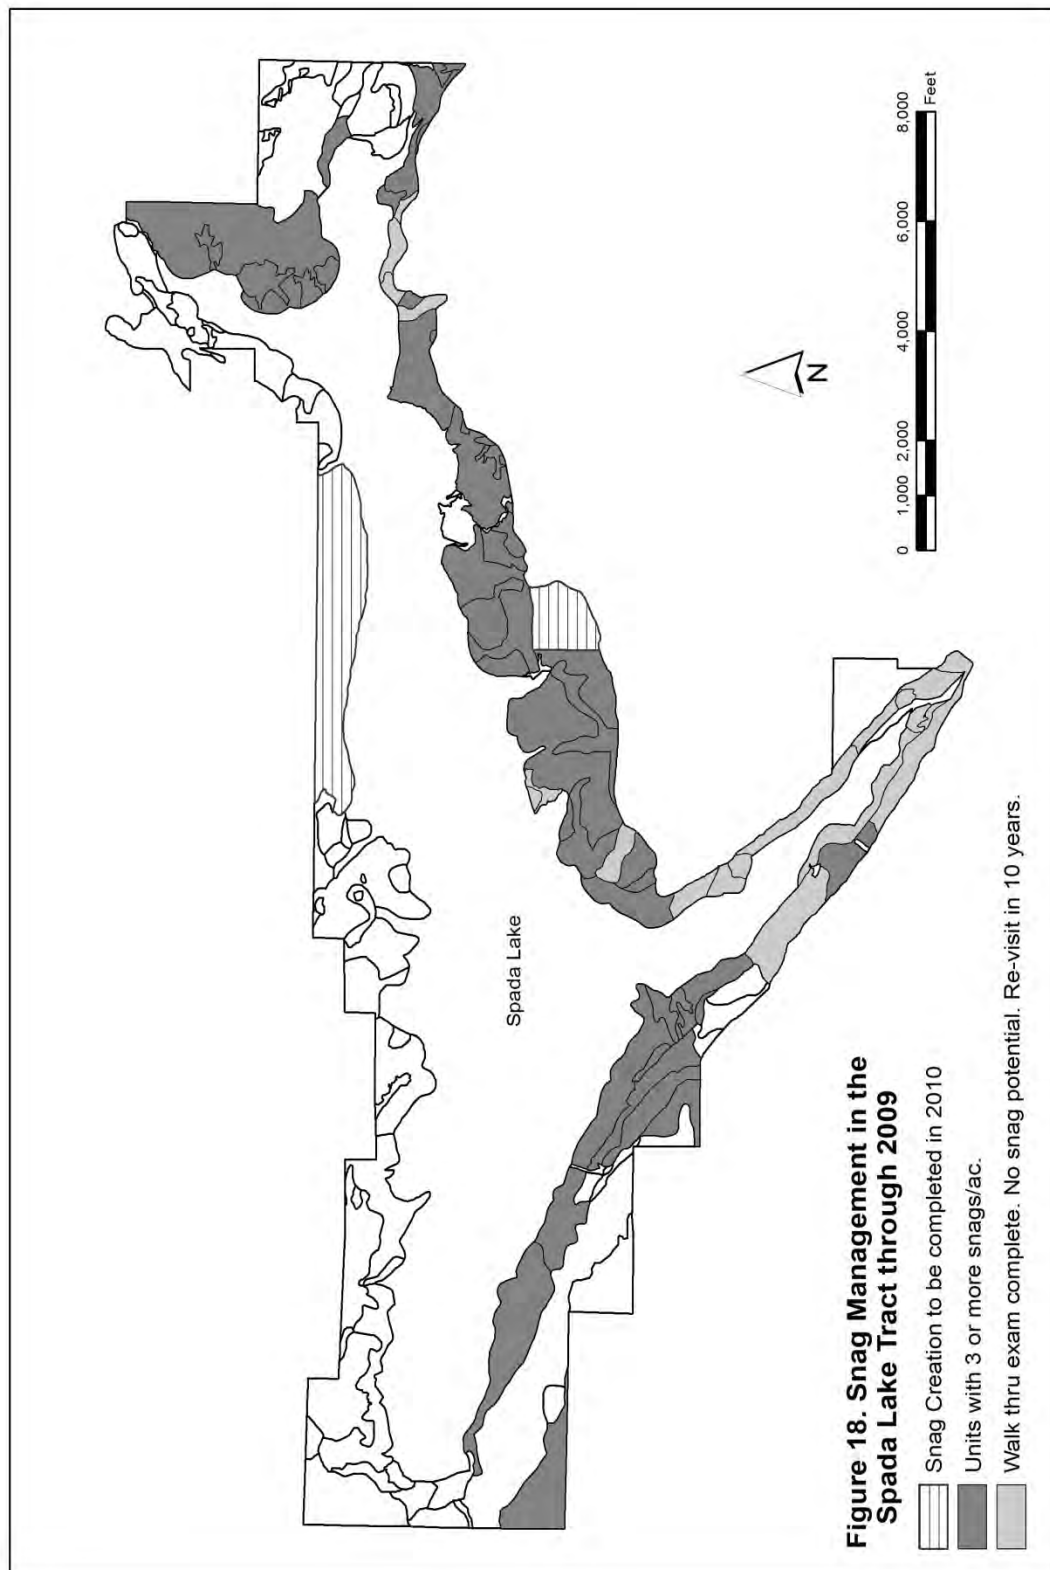 Spada Lake
N
0 1,000 2,000 4,000 6,000 8,000
Feet
Figure 18. Snag Management in the
Spada Lake Tract through 2009
Snag Creation to be completed in 2010
Units with 3 or more snags/ac.
Walk thru exam complete. No snag potential. Re-visit in 10 years.